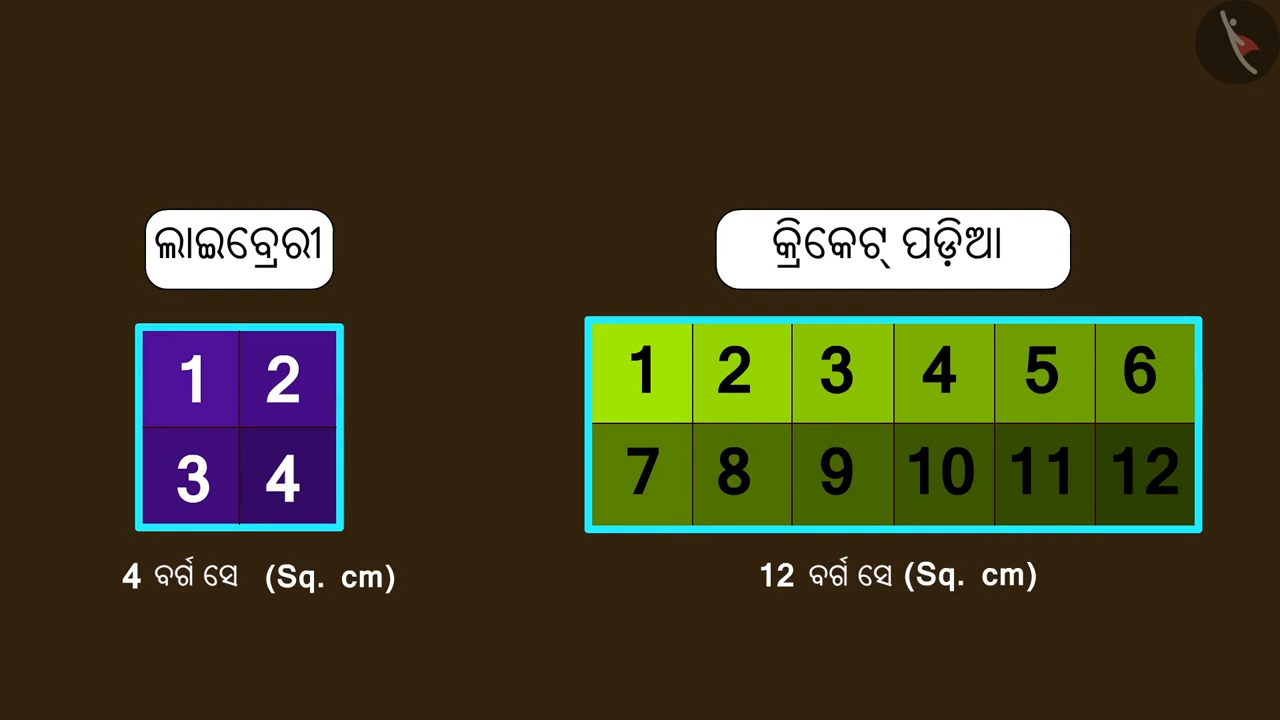 ଲାଇବ୍ରେରୀ
କ୍ରିକେଟ୍ ପଡ଼ିଆ
1 2
3 4
1 2 3 4 5 6
7 8 9 10 11 12
4 ବର୍ଗ ସେ (Sq. cm)
12 ବର୍ଗ ସେ (Sq. cm)